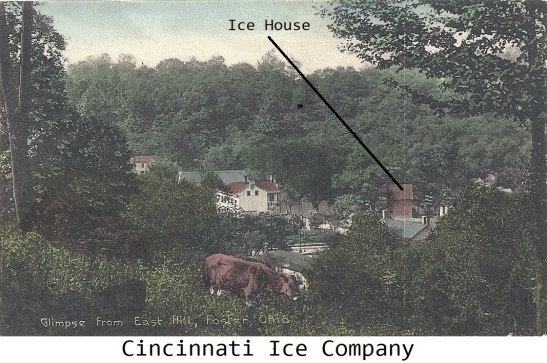 Ice House
Glimpse From East Hill, Foster, Ohio
Cincinnati Ice Company